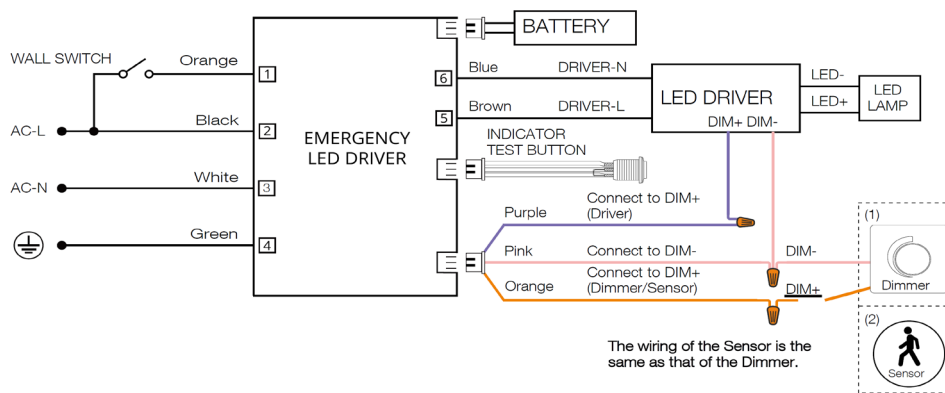 BATTERY
WALL SWITCH
Orange
1
6
Blue
DRIVER-N
LED DRIVER
DIM+ DIM-
LED-
LED+
LED
LAMP
AC-L
Black
2
5
Brown
DRIVER-L
EMERGENCY
LED DRIVER
INDICATOR
TEST BUTTON
AC-N
White
3
Green
4
Purple
Connect to DIM+
(Driver)
Pink
Connect to DIM-
DIM-
Orange
Connect to DIM+
(Dimmer/Sensor)
DIM+
(1)
Dimmer
(2)
Sensor
The wiring of the Sensor is the
same as that of the Dimmer.